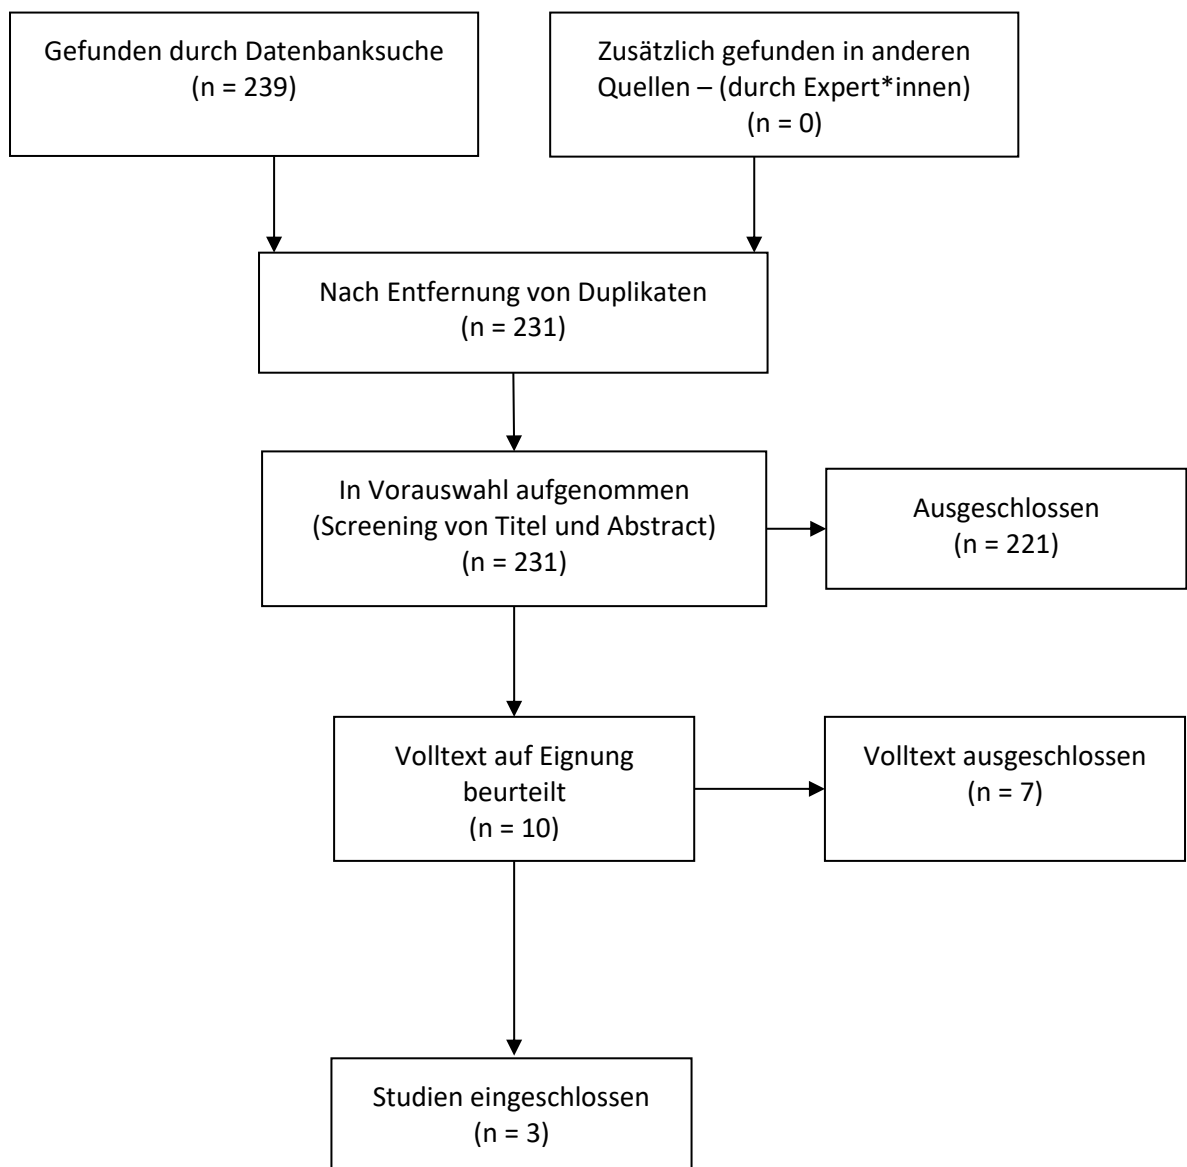 Gefunden durch Datenbanksuche
(n = 239)
Zusätzlich gefunden in anderen
Quellen – (durch Expert*innen)
(n = 0)
Nach Entfernung von Duplikaten
(n = 231)
In Vorauswahl aufgenommen
(Screening von Titel und Abstract)
(n = 231)
Ausgeschlossen
(n = 221)
Volltext auf Eignung
beurteilt
(n = 10)
Volltext ausgeschlossen
(n = 7)
Studien eingeschlossen
(n = 3)